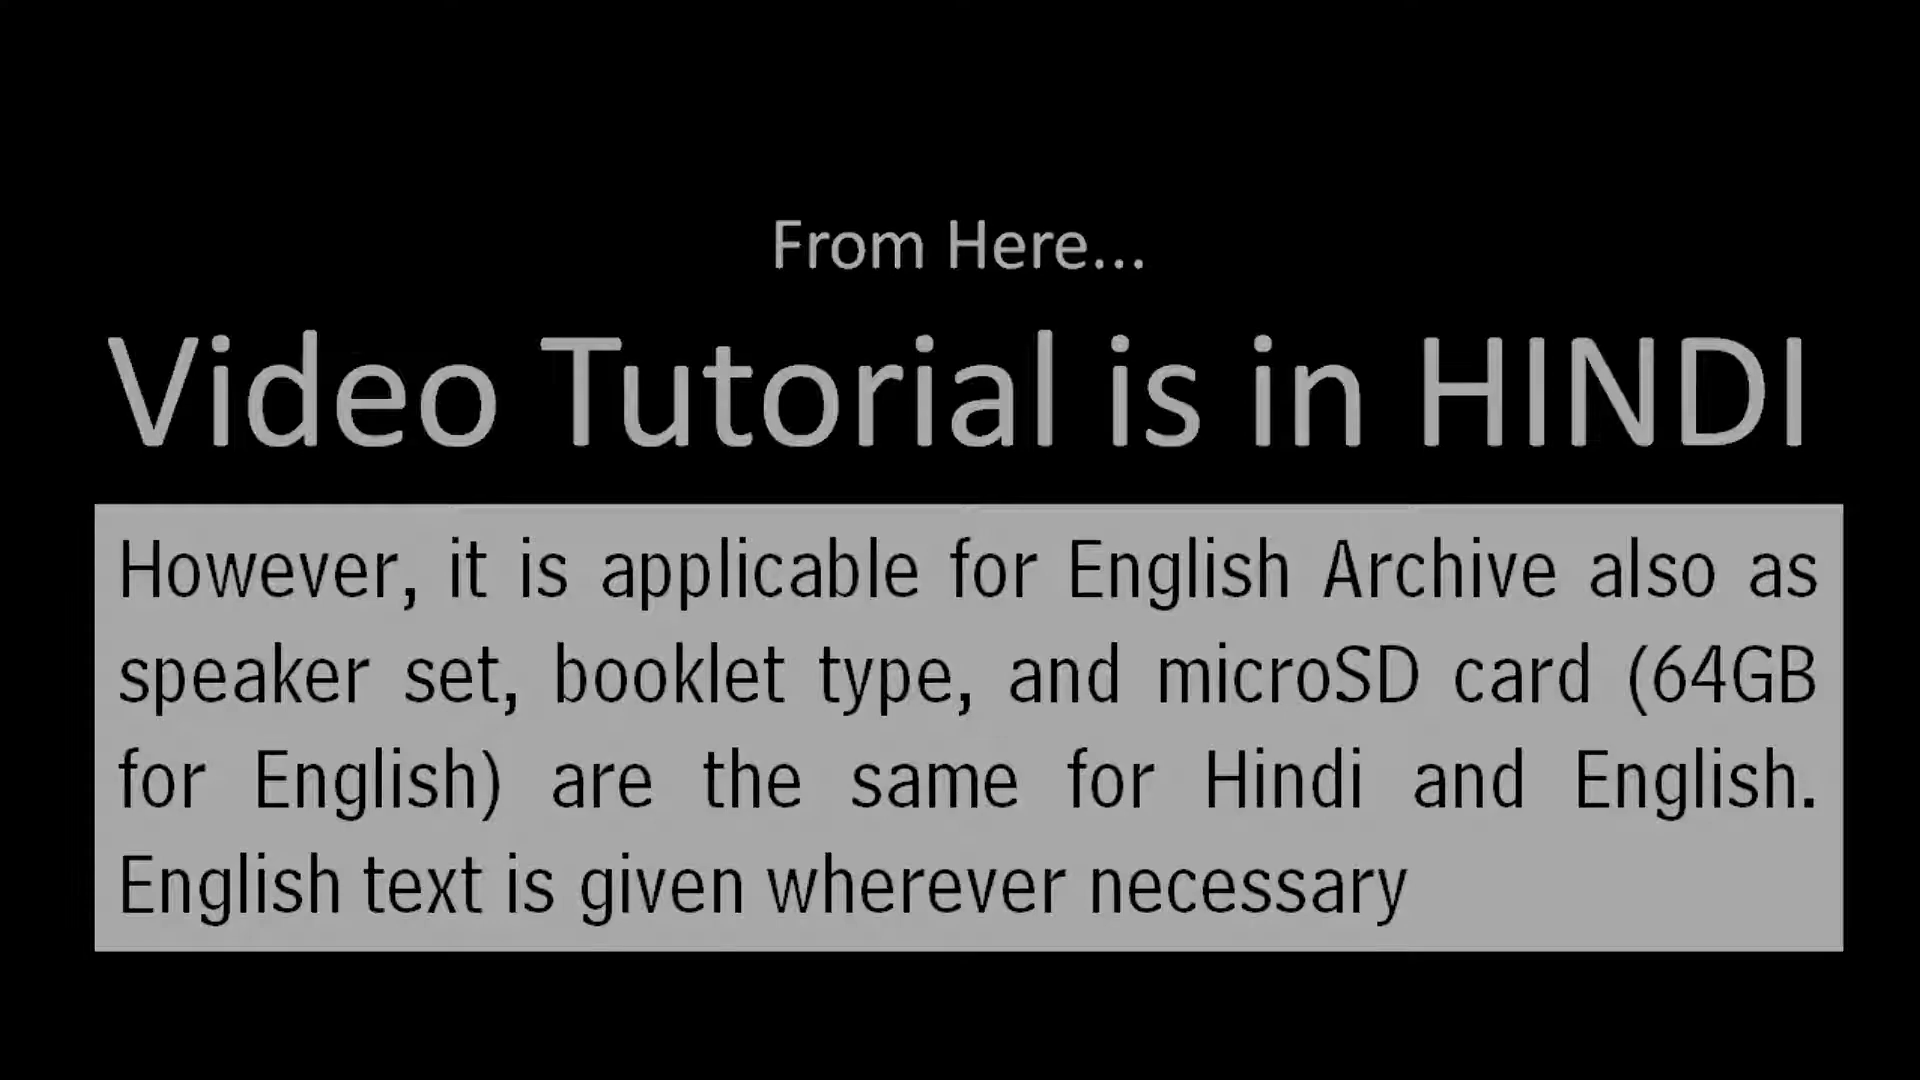 From Here...
Video Tutorial is in HINDI
However, it is applicable for English Archive also as
speaker set, booklet type, and microSD card (64GB
for English) are the same for Hindi and English.
English text is given wherever necessary